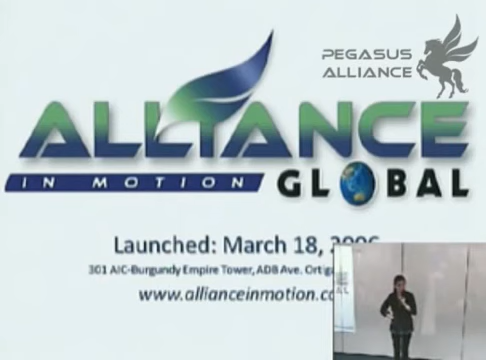 PEGASUS
ALLIANCE
ALLIANCE
IN MOTION GLOBAL
Launched: March 18, 2006
301 AIC-Burgundy Empire Tower, ADB Ave.
www.allianceinmotion.co